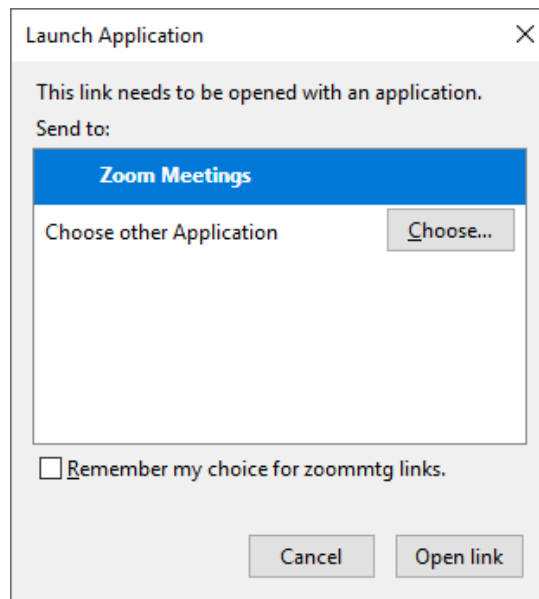 Launch Application
This link needs to be opened with an application.
Send to:
Zoom Meetings
Choose other Application
Choose...
Remember my choice for zoommtg links.
Cancel
Open link